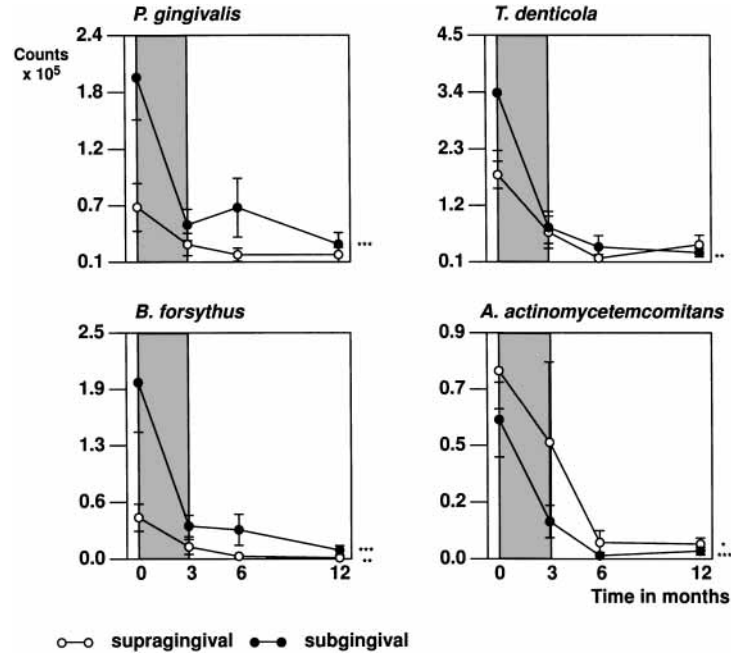 P. gingivalis
T. denticola
Counts
x 10⁵
2.4
1.8
1.2
0.7
0.1
***
4.5
3.4
2.3
1.2
0.1
**
B. forsythus
A. actinomycetemcomitans
2.5
1.9
1.3
0.6
0.0
***
**
0 3 6 12
0.9
0.7
0.5
0.2
0.0
*
***
0 3 6 12
Time in months
supragingival subgingival